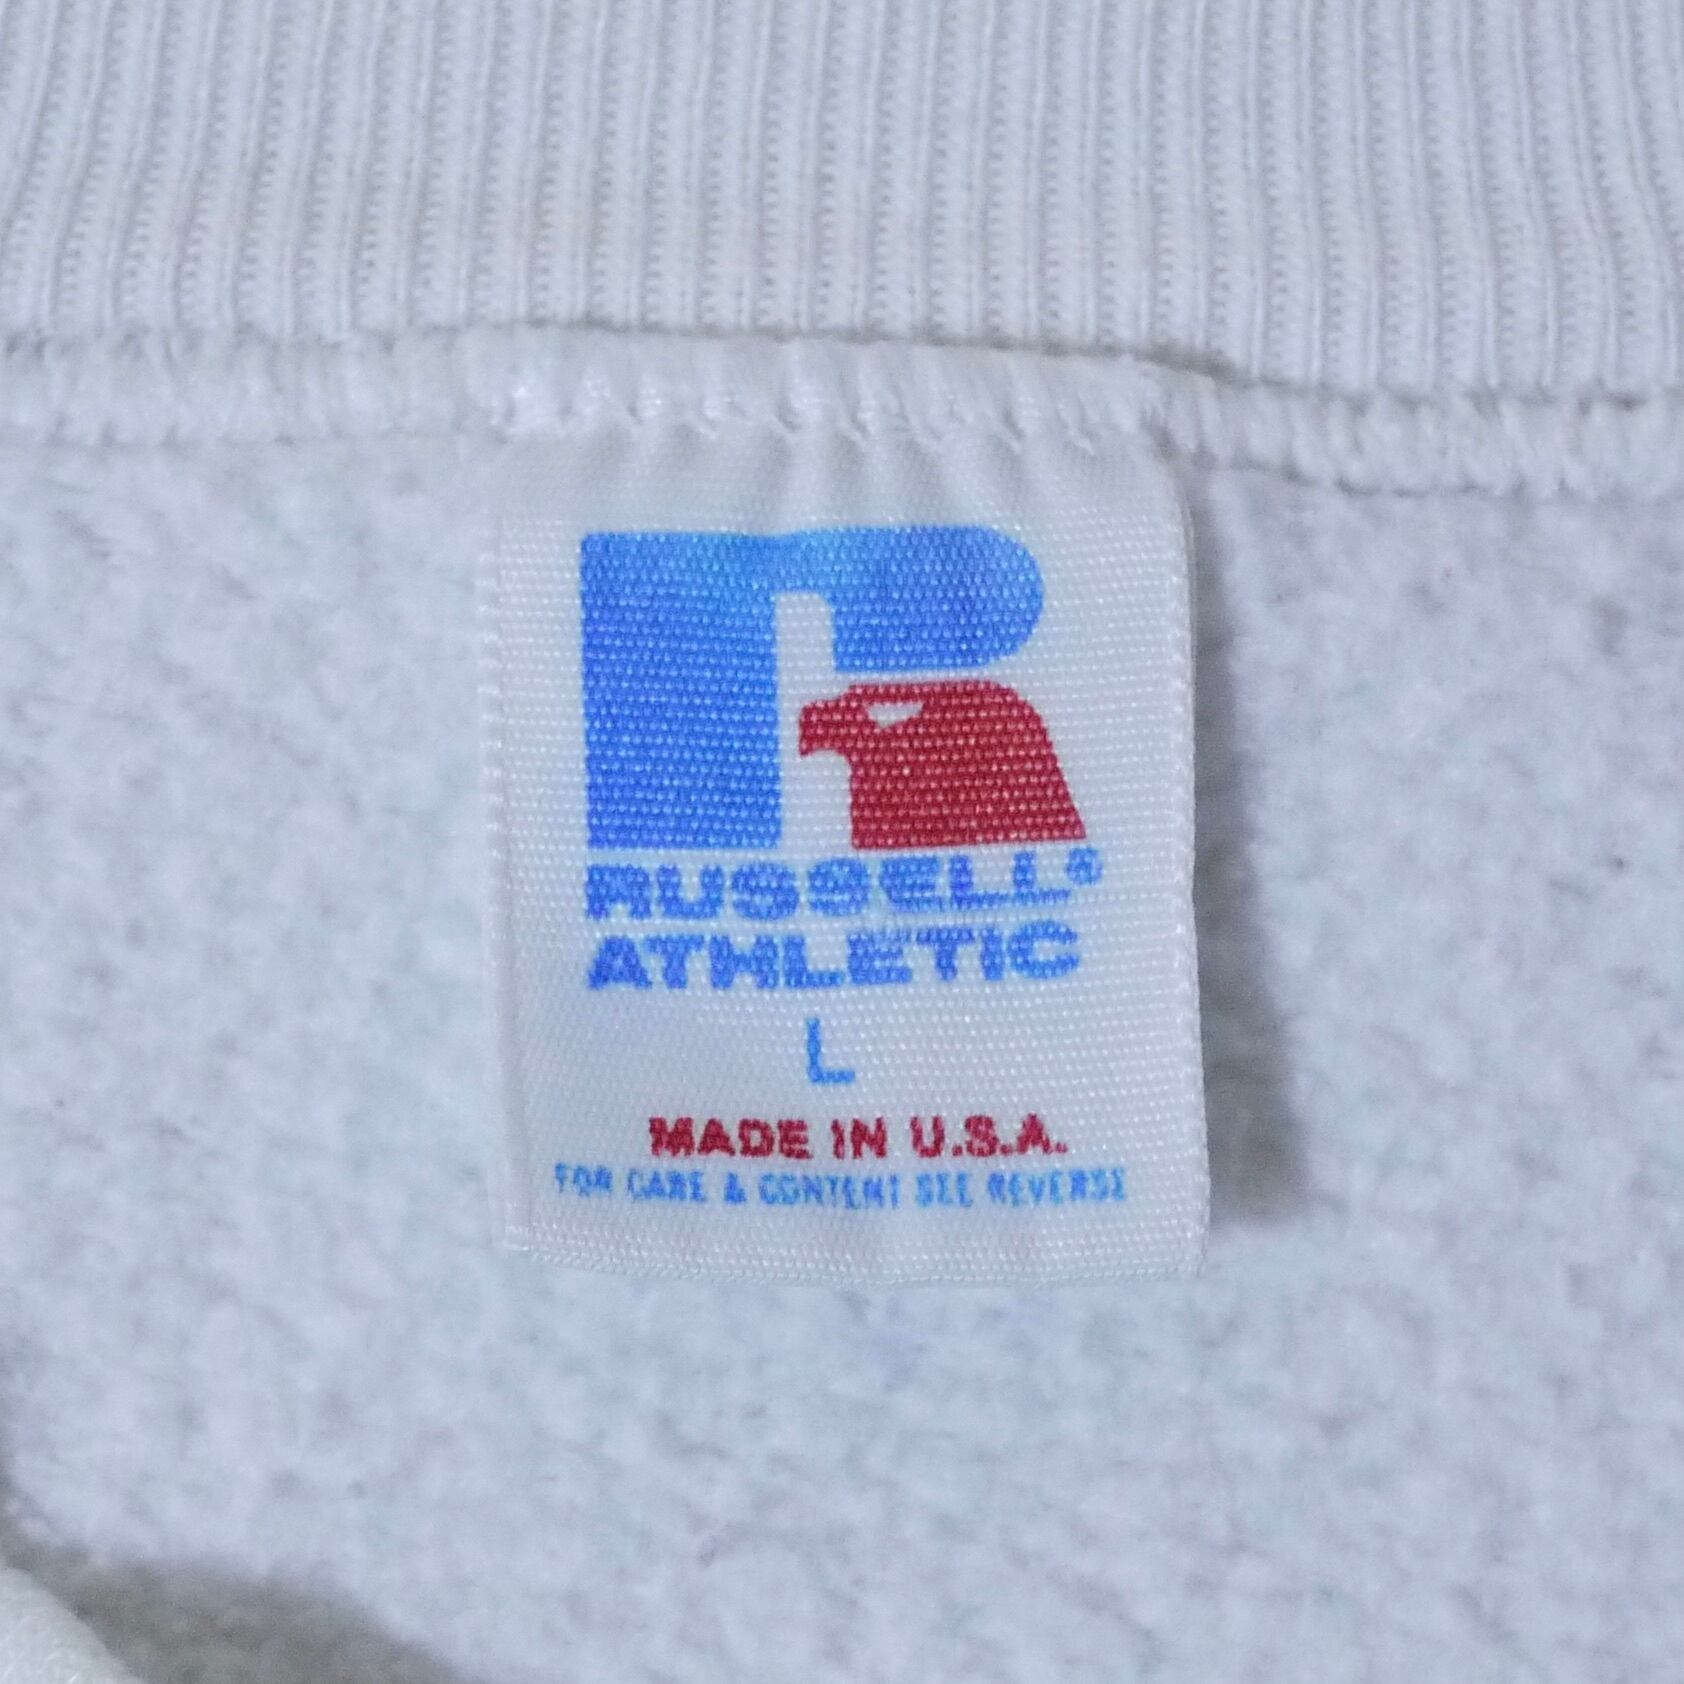 RUSSELL®
ATHLETIC
L
MADE IN U.S.A.
FOR CARE & CONTENT SEE REVERSE